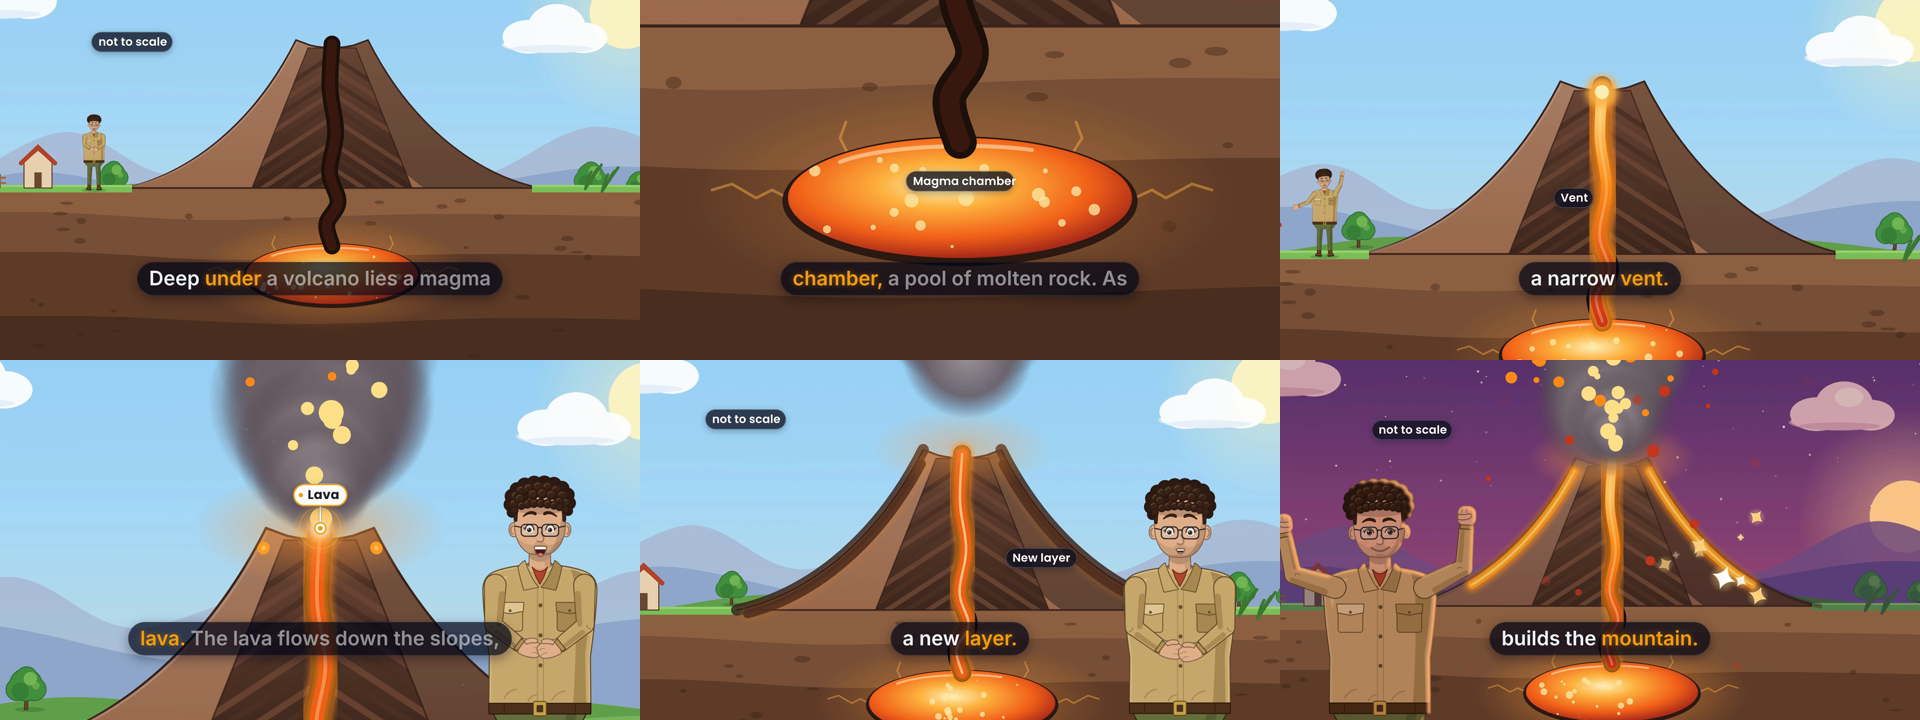 not to scale
Deep under a volcano lies a magma
Magma chamber
chamber, a pool of molten rock. As
Vent
a narrow vent.
Lava
lava. The lava flows down the slopes,
not to scale
New layer
a new layer.
not to scale
builds the mountain.